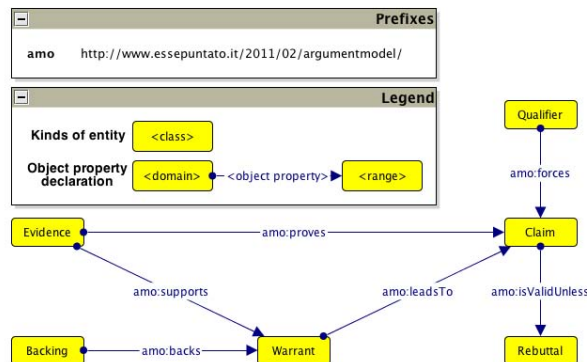 Prefixes
amo http://www.essepuntato.it/2011/02/argumentmodel/
Legend
Kinds of entity <class>
Object property
declaration <domain> <object property> <range>
Qualifier
amo:forces
Evidence amo:proves Claim
amo:supports amo:leadsTo amo:isValidUnless
Backing amo:backs Warrant Rebuttal